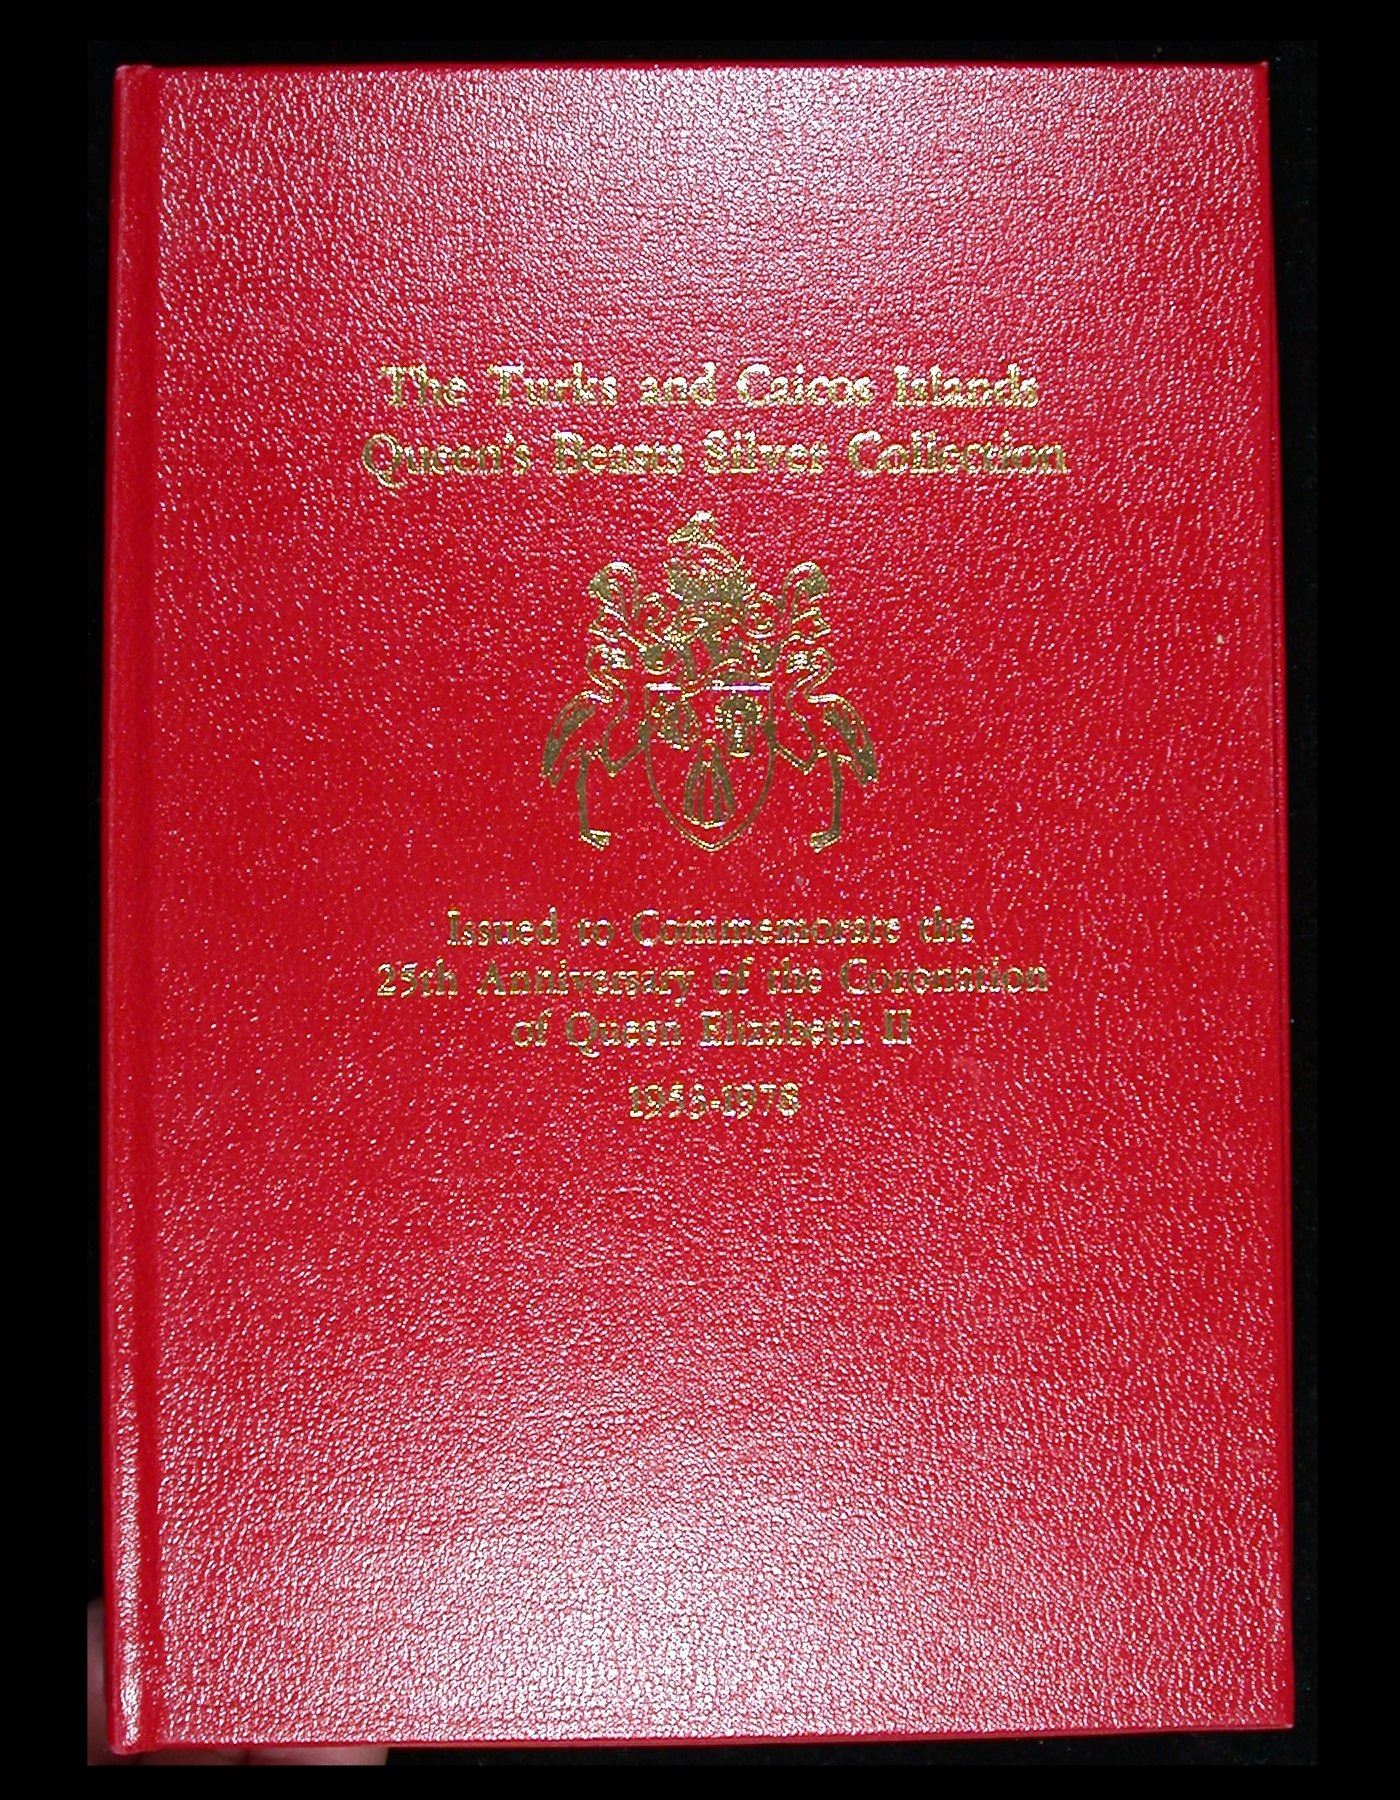 The Turks and Caicos Islands
Queen's Beasts Silver Collection
Issued to Commemorate the
25th Anniversary of the Coronation
of Queen Elizabeth II
1953-1978